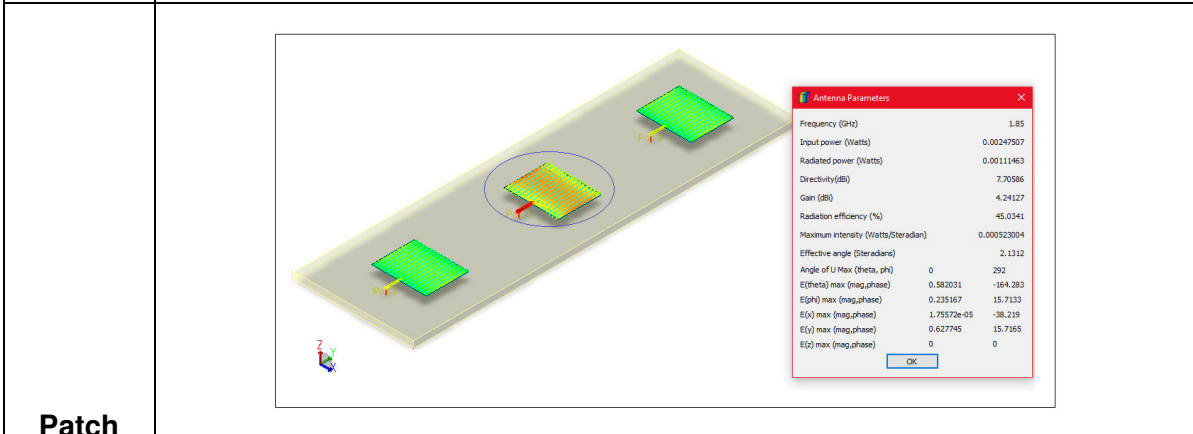 Antenna Parameters
Frequency (GHz) 1.85
Input power (Watts) 0.00247507
Radiated power (Watts) 0.00111463
Directivity(dBi) 7.70586
Gain (dBi) 4.24127
Radiation efficiency (%) 45.0341
Maximum intensity (Watts/Steradian) 0.000523004
Effective angle (Steradians) 2.1312
Angle of U Max (theta, phi) 0 292
E(theta) max (mag,phase) 0.582031 -164.283
E(phi) max (mag,phase) 0.235167 15.7133
E(x) max (mag,phase) 1.75572e-05 -38.219
E(y) max (mag,phase) 0.627745 15.7165
E(z) max (mag,phase) 0 0
OK
Z
Y
X
Patch